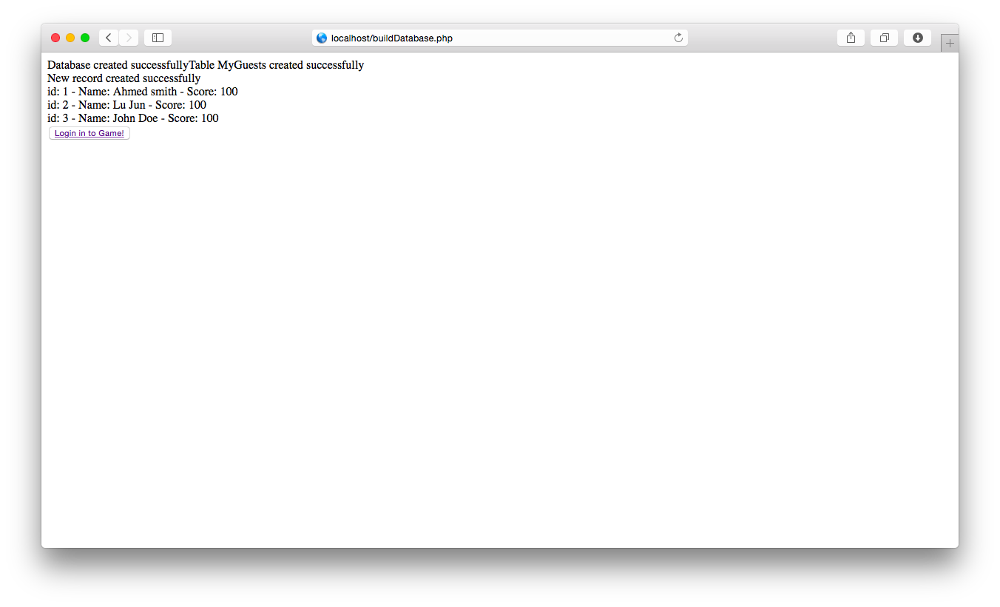 localhost/buildDatabase.php
Database created successfullyTable MyGuests created successfully
New record created successfully
id: 1 - Name: Ahmed smith - Score: 100
id: 2 - Name: Lu Jun - Score: 100
id: 3 - Name: John Doe - Score: 100
Login in to Game!